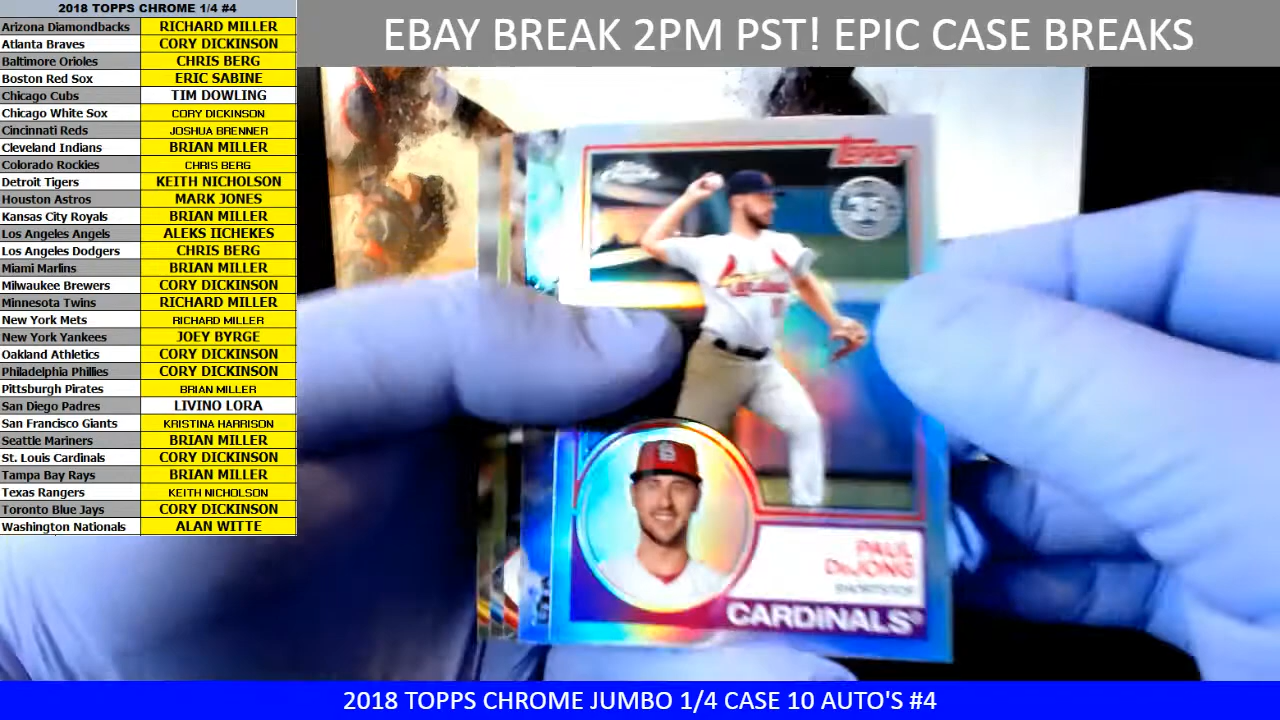 2018 TOPPS CHROME 1/4 #4
Arizona Diamondbacks RICHARD MILLER
Atlanta Braves CORY DICKINSON
Baltimore Orioles CHRIS BERG
Boston Red Sox ERIC SABINE
Chicago Cubs TIM DOWLING
Chicago White Sox CORY DICKINSON
Cincinnati Reds JOSHUA BRENNER
Cleveland Indians BRIAN MILLER
Colorado Rockies CHRIS BERG
Detroit Tigers KEITH NICHOLSON
Houston Astros MARK JONES
Kansas City Royals BRIAN MILLER
Los Angeles Angels ALEKS IICHEKES
Los Angeles Dodgers CHRIS BERG
Miami Marlins BRIAN MILLER
Milwaukee Brewers CORY DICKINSON
Minnesota Twins RICHARD MILLER
New York Mets RICHARD MILLER
New York Yankees JOEY BYRGE
Oakland Athletics CORY DICKINSON
Philadelphia Phillies CORY DICKINSON
Pittsburgh Pirates BRIAN MILLER
San Diego Padres LIVINO LORA
San Francisco Giants KRISTINA HARRISON
Seattle Mariners BRIAN MILLER
St. Louis Cardinals CORY DICKINSON
Tampa Bay Rays BRIAN MILLER
Texas Rangers KEITH NICHOLSON
Toronto Blue Jays CORY DICKINSON
Washington Nationals ALAN WITTE
EBAY BREAK 2PM PST! EPIC CASE BREAKS
Topps
Chrome
35
PAUL
DeJONG
SHORTSTOP
CARDINALS®
2018 TOPPS CHROME JUMBO 1/4 CASE 10 AUTO'S #4